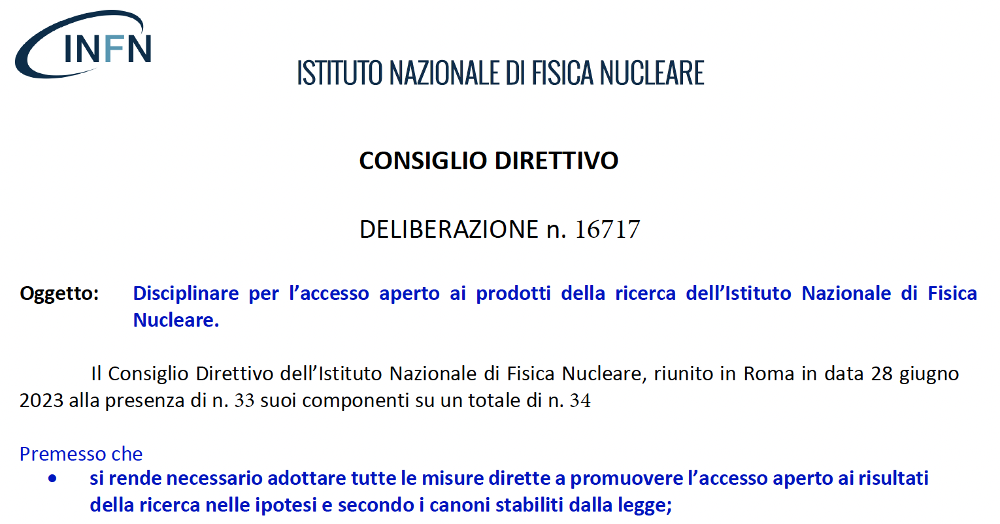 INFN
ISTITUTO NAZIONALE DI FISICA NUCLEARE
CONSIGLIO DIRETTIVO
DELIBERAZIONE n. 16717
Oggetto: Disciplinare per l’accesso aperto ai prodotti della ricerca dell’Istituto Nazionale di Fisica
Nucleare.
Il Consiglio Direttivo dell’Istituto Nazionale di Fisica Nucleare, riunito in Roma in data 28 giugno
2023 alla presenza di n. 33 suoi componenti su un totale di n. 34
Premesso che
• si rende necessario adottare tutte le misure dirette a promuovere l’accesso aperto ai risultati
della ricerca nelle ipotesi e secondo i canoni stabiliti dalla legge;